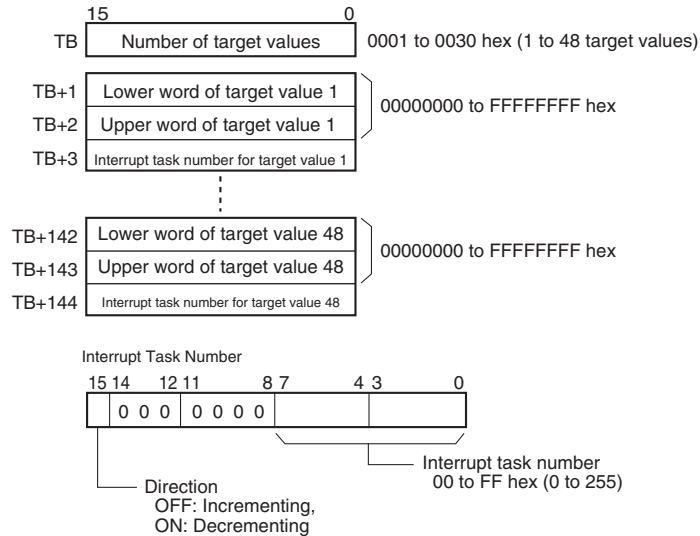 15 0
TB Number of target values 0001 to 0030 hex (1 to 48 target values)
TB+1 Lower word of target value 1
00000000 to FFFFFFFF hex
TB+2 Upper word of target value 1
TB+3 Interrupt task number for target value 1
TB+142 Lower word of target value 48
00000000 to FFFFFFFF hex
TB+143 Upper word of target value 48
TB+144 Interrupt task number for target value 48
Interrupt Task Number
15 14 12 11 8 7 4 3 0
0 0 0 0 0 0 0
Interrupt task number
00 to FF hex (0 to 255)
Direction
OFF: Incrementing,
ON: Decrementing